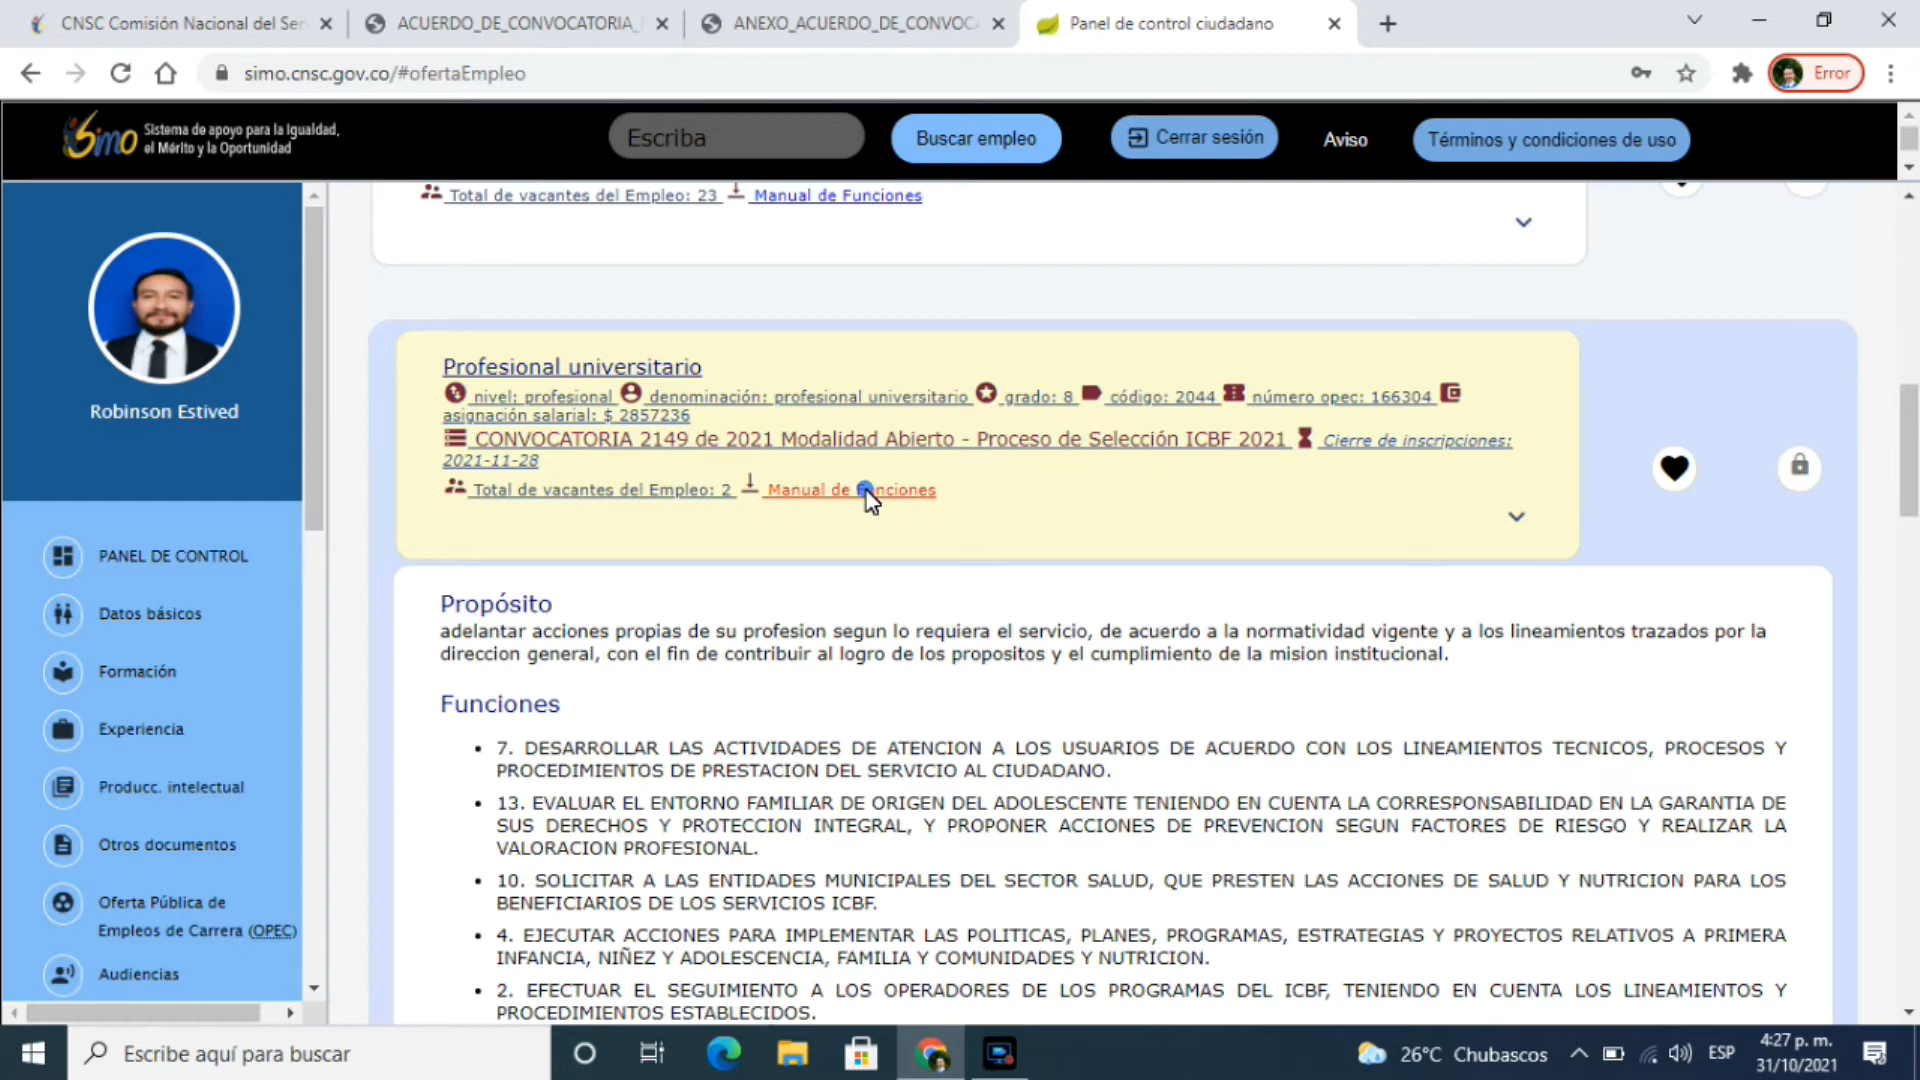 CNSC Comisión Nacional del Ser
ACUERDO_DE_CONVOCATORIA_
ANEXO_ACUERDO_DE_CONVOCA
Panel de control ciudadano
simo.cnsc.gov.co/#ofertaEmpleo
Error
Simo Sistema de apoyo para la Igualdad,
el Mérito y la Oportunidad
Escriba
Buscar empleo
Cerrar sesión
Aviso
Términos y condiciones de uso
Robinson Estived
PANEL DE CONTROL
Datos básicos
Formación
Experiencia
Producc. intelectual
Otros documentos
Oferta Pública de
Empleos de Carrera (OPEC)
Audiencias
Total de vacantes del Empleo: 23 Manual de Funciones
Profesional universitario
nivel: profesional denominación: profesional universitario grado: 8 código: 2044 número opec: 166304
asignación salarial: $ 2857236
CONVOCATORIA 2149 de 2021 Modalidad Abierto - Proceso de Selección ICBF 2021 Cierre de inscripciones:
2021-11-28
Total de vacantes del Empleo: 2 Manual de Funciones
Propósito
adelantar acciones propias de su profesion segun lo requiera el servicio, de acuerdo a la normatividad vigente y a los lineamientos trazados por la
direccion general, con el fin de contribuir al logro de los propositos y el cumplimiento de la mision institucional.
Funciones
• 7. DESARROLLAR LAS ACTIVIDADES DE ATENCION A LOS USUARIOS DE ACUERDO CON LOS LINEAMIENTOS TECNICOS, PROCESOS Y
PROCEDIMIENTOS DE PRESTACION DEL SERVICIO AL CIUDADANO.
• 13. EVALUAR EL ENTORNO FAMILIAR DE ORIGEN DEL ADOLESCENTE TENIENDO EN CUENTA LA CORRESPONSABILIDAD EN LA GARANTIA DE
SUS DERECHOS Y PROTECCION INTEGRAL, Y PROPONER ACCIONES DE PREVENCION SEGUN FACTORES DE RIESGO Y REALIZAR LA
VALORACION PROFESIONAL.
• 10. SOLICITAR A LAS ENTIDADES MUNICIPALES DEL SECTOR SALUD, QUE PRESTEN LAS ACCIONES DE SALUD Y NUTRICION PARA LOS
BENEFICIARIOS DE LOS SERVICIOS ICBF.
• 4. EJECUTAR ACCIONES PARA IMPLEMENTAR LAS POLITICAS, PLANES, PROGRAMAS, ESTRATEGIAS Y PROYECTOS RELATIVOS A PRIMERA
INFANCIA, NIÑEZ Y ADOLESCENCIA, FAMILIA Y COMUNIDADES Y NUTRICION.
• 2. EFECTUAR EL SEGUIMIENTO A LOS OPERADORES DE LOS PROGRAMAS DEL ICBF, TENIENDO EN CUENTA LOS LINEAMIENTOS Y
PROCEDIMIENTOS ESTABLECIDOS.
Escribe aquí para buscar
26°C Chubascos
ESP
4:27 p. m.
31/10/2021